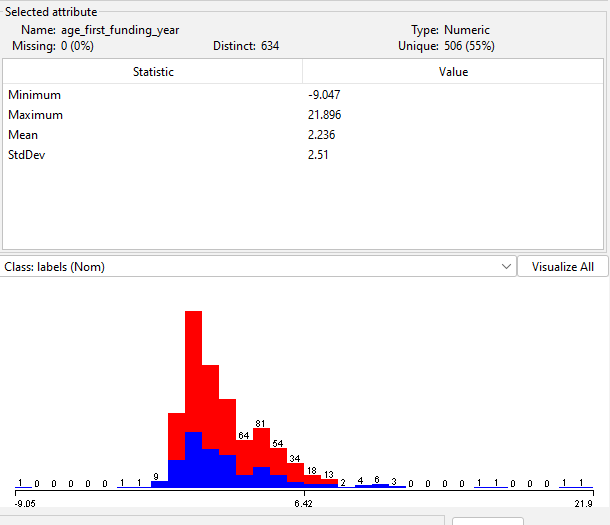 Selected attribute
Name: age_first_funding_year Type: Numeric
Missing: 0 (0%) Distinct: 634 Unique: 506 (55%)
Statistic Value
Minimum -9.047
Maximum 21.896
Mean 2.236
StdDev 2.51
Class: labels (Nom) Visualize All
81
64
54
34
18
13
9
1 0 0 0 0 0 1 1 2 4 6 3 0 0 0 0 0 0 0 0 0 1 1
-9.05 6.42 21.9